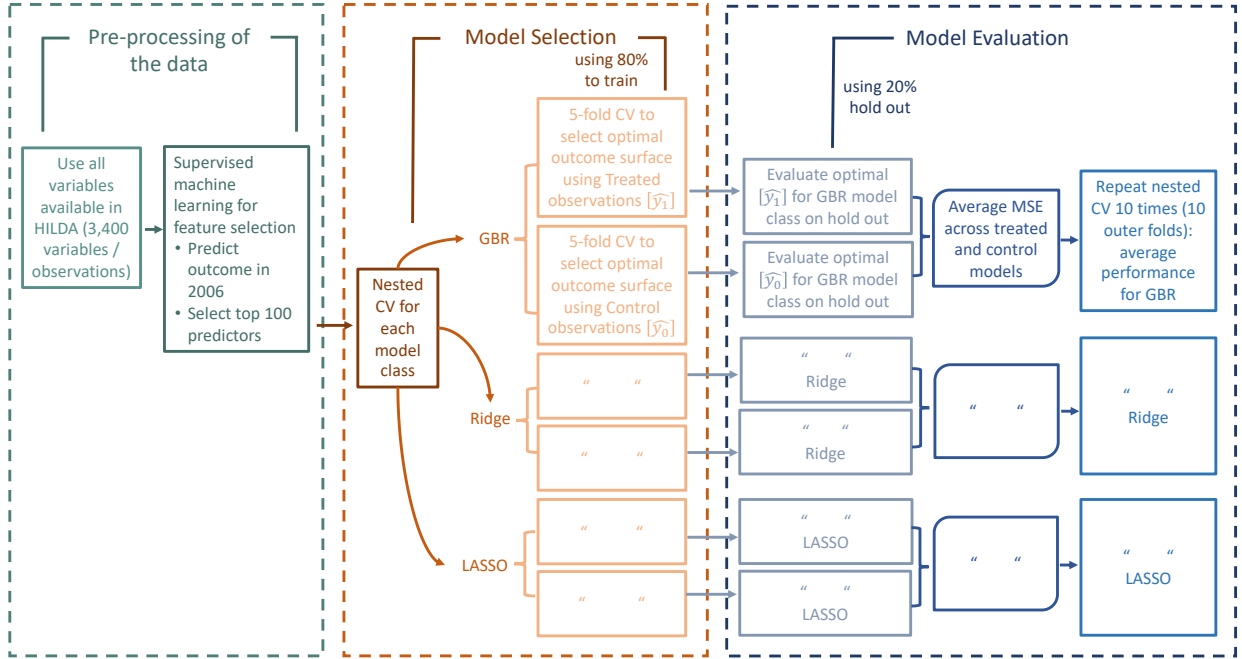 Pre-processing of
the data
Use all
variables
available in
HILDA (3,400
variables /
observations)
Supervised
machine
learning for
feature selection
• Predict
outcome in
2006
• Select top 100
predictors
Model Selection
using 80%
to train
Nested
CV for
each
model
class
GBR
5-fold CV to
select optimal
outcome surface
using Treated
observations [ŷ₁]
5-fold CV to
select optimal
outcome surface
using Control
observations [ŷ₀]
Ridge
“ “
“ “
LASSO
“ “
“ “
Model Evaluation
using 20%
hold out
Evaluate optimal
[ŷ₁] for GBR model
class on hold out
Evaluate optimal
[ŷ₀] for GBR model
class on hold out
Average MSE
across treated
and control
models
Repeat nested
CV 10 times (10
outer folds):
average
performance
for GBR
“ “
Ridge
“ “
Ridge
“ “
“ “
Ridge
“ “
LASSO
“ “
LASSO
“ “
“ “
LASSO